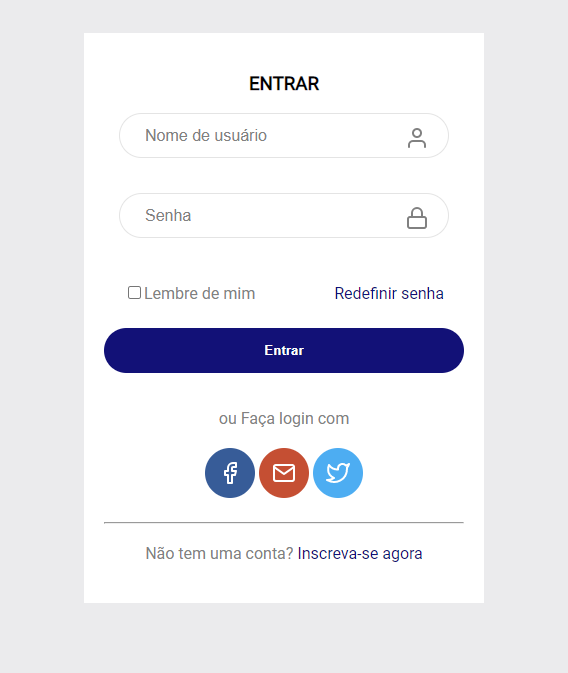 ENTRAR
Nome de usuário
Senha
Lembre de mim Redefinir senha
Entrar
ou Faça login com
Não tem uma conta? Inscreva-se agora